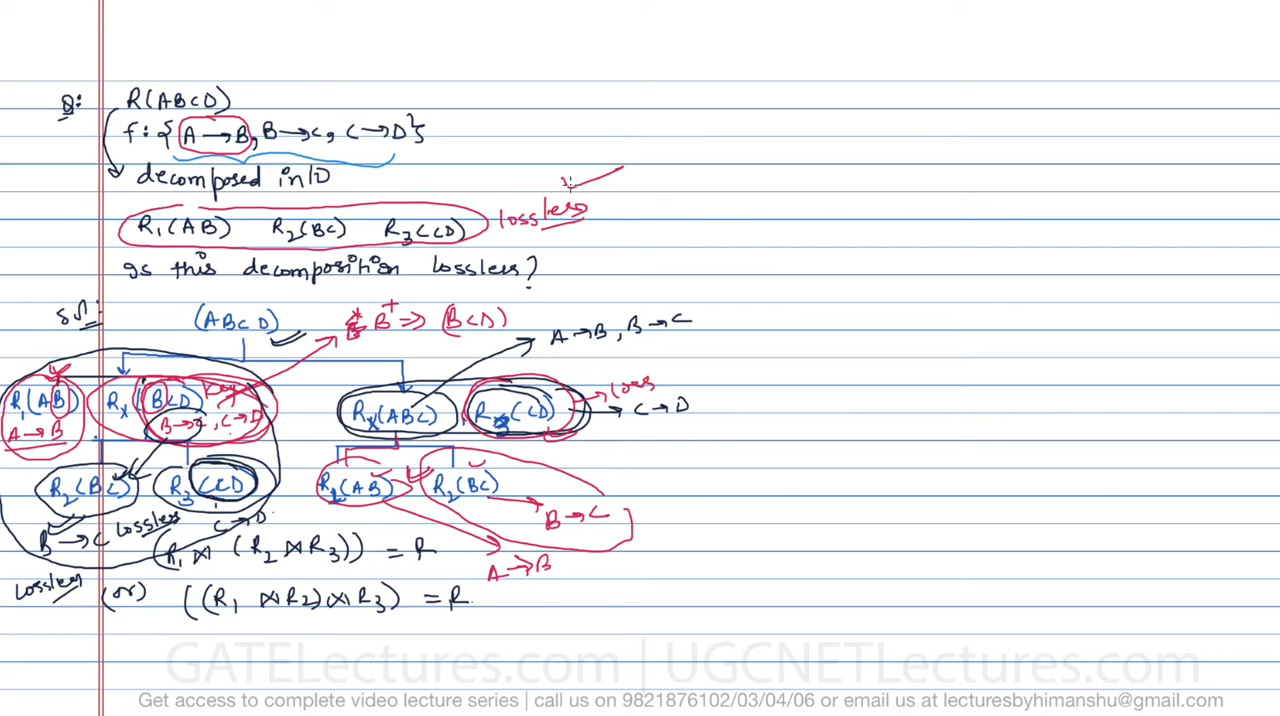 Q: R(ABCD)
f: { A → B, B → C, C → D }
decomposed into
R1(AB) R2(BC) R3(CD) lossless
Is this decomposition lossless?
Sol: (ABCD) B+ ⇒ (BCD) A → B, B → C
R1(AB) Rx(BCD) key Rx(ABC) , R3(CD) → C → D
A → B B → C, C → D
R2(BC) R3(CD) R1(AB) R2(BC)
B → C lossless C → D B → C
(R1 ⋈ (R2 ⋈ R3)) = R A → B
lossless (or) ((R1 ⋈ R2) ⋈ R3) = R
GATELectures.com | UGCNETLectures.com
Get access to complete video lecture series | call us on 9821876102/03/04/06 or email us at lecturesbyhimanshu@gmail.com